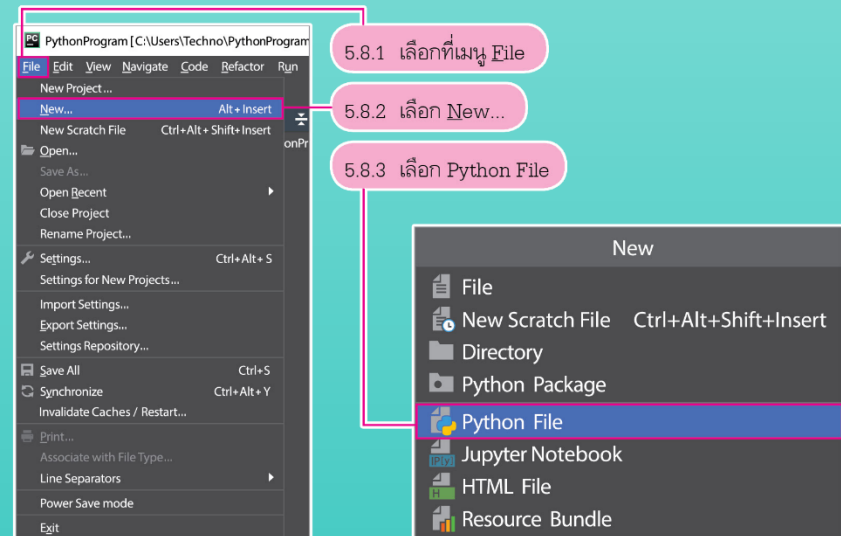 PC PythonProgram [C:\Users\Techno\PythonProgram
File Edit View Navigate Code Refactor Run
New Project...
New... Alt+Insert
New Scratch File Ctrl+Alt+Shift+Insert
onPr
Open...
Save As...
Open Recent
Close Project
Rename Project...
Settings... Ctrl+Alt+S
Settings for New Projects...
Import Settings...
Export Settings...
Settings Repository...
Save All Ctrl+S
Synchronize Ctrl+Alt+Y
Invalidate Caches / Restart...
Print...
Associate with File Type...
Line Separators
Power Save mode
Exit
5.8.1 เลือกที่เมนู File
5.8.2 เลือก New...
5.8.3 เลือก Python File
New
File
New Scratch File Ctrl+Alt+Shift+Insert
Directory
Python Package
Python File
IP[y] Jupyter Notebook
H HTML File
Resource Bundle